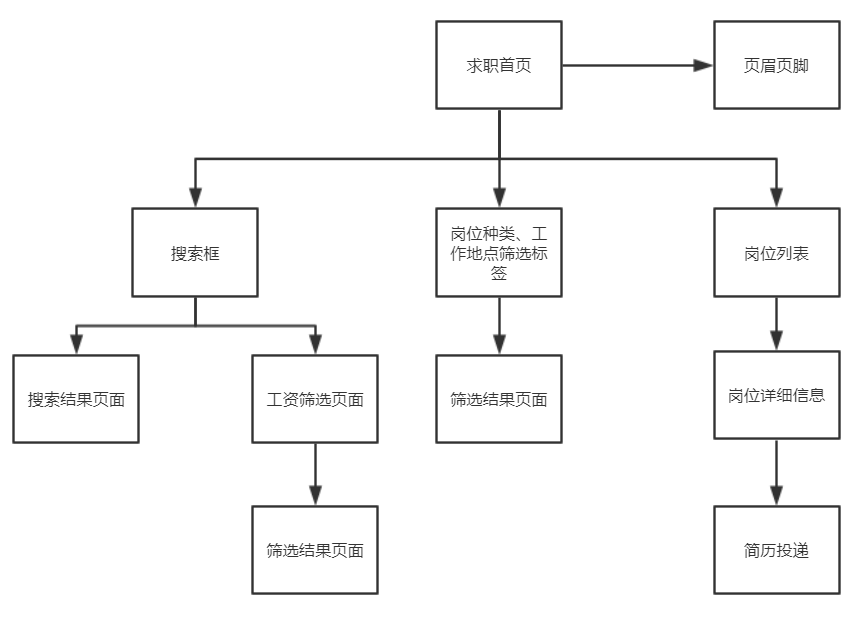 求职首页
页眉页脚
搜索框
岗位种类、工
作地点筛选标
签
岗位列表
搜索结果页面
工资筛选页面
筛选结果页面
岗位详细信息
筛选结果页面
简历投递